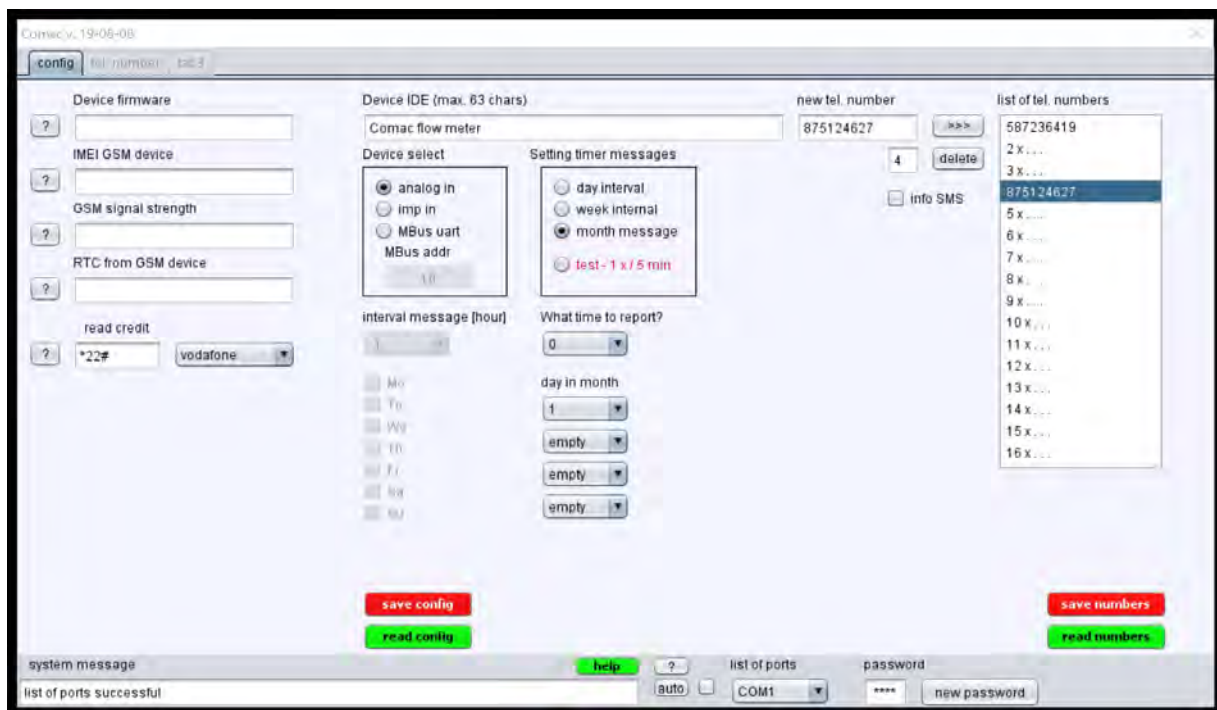 Comac v. 19-08-08
config tel. number tab3
Device firmware
?
IMEI GSM device
?
GSM signal strength
?
RTC from GSM device
?
read credit
? *22# vodafone
Device IDE (max. 63 chars)
Comac flow meter
Device select
analog in
imp in
MBus uart
MBus addr
interval message [hour]
Mo
Tu
We
Th
Fr
Sa
Su
Setting timer messages
day interval
week internal
month message
test - 1 x / 5 min
What time to report?
0
day in month
1
empty
empty
empty
save config
read config
new tel. number
875124627 >>>
4 delete
info SMS
list of tel. numbers
587236419
2 x . . .
3 x . . .
875124627
5 x . . .
6 x . . .
7 x . . .
8 x . . .
9 x . . .
10 x . . .
11 x . . .
12 x . . .
13 x . . .
14 x . . .
15 x . . .
16 x . . .
save numbers
read numbers
system message
list of ports successful
help ?
auto
list of ports
COM1
password
**** new password